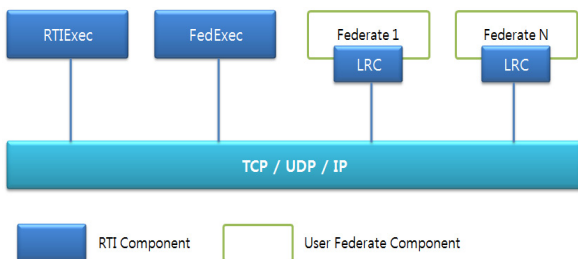 RTIExec
FedExec
Federate 1
Federate N
LRC
LRC
TCP / UDP / IP
RTI Component
User Federate Component